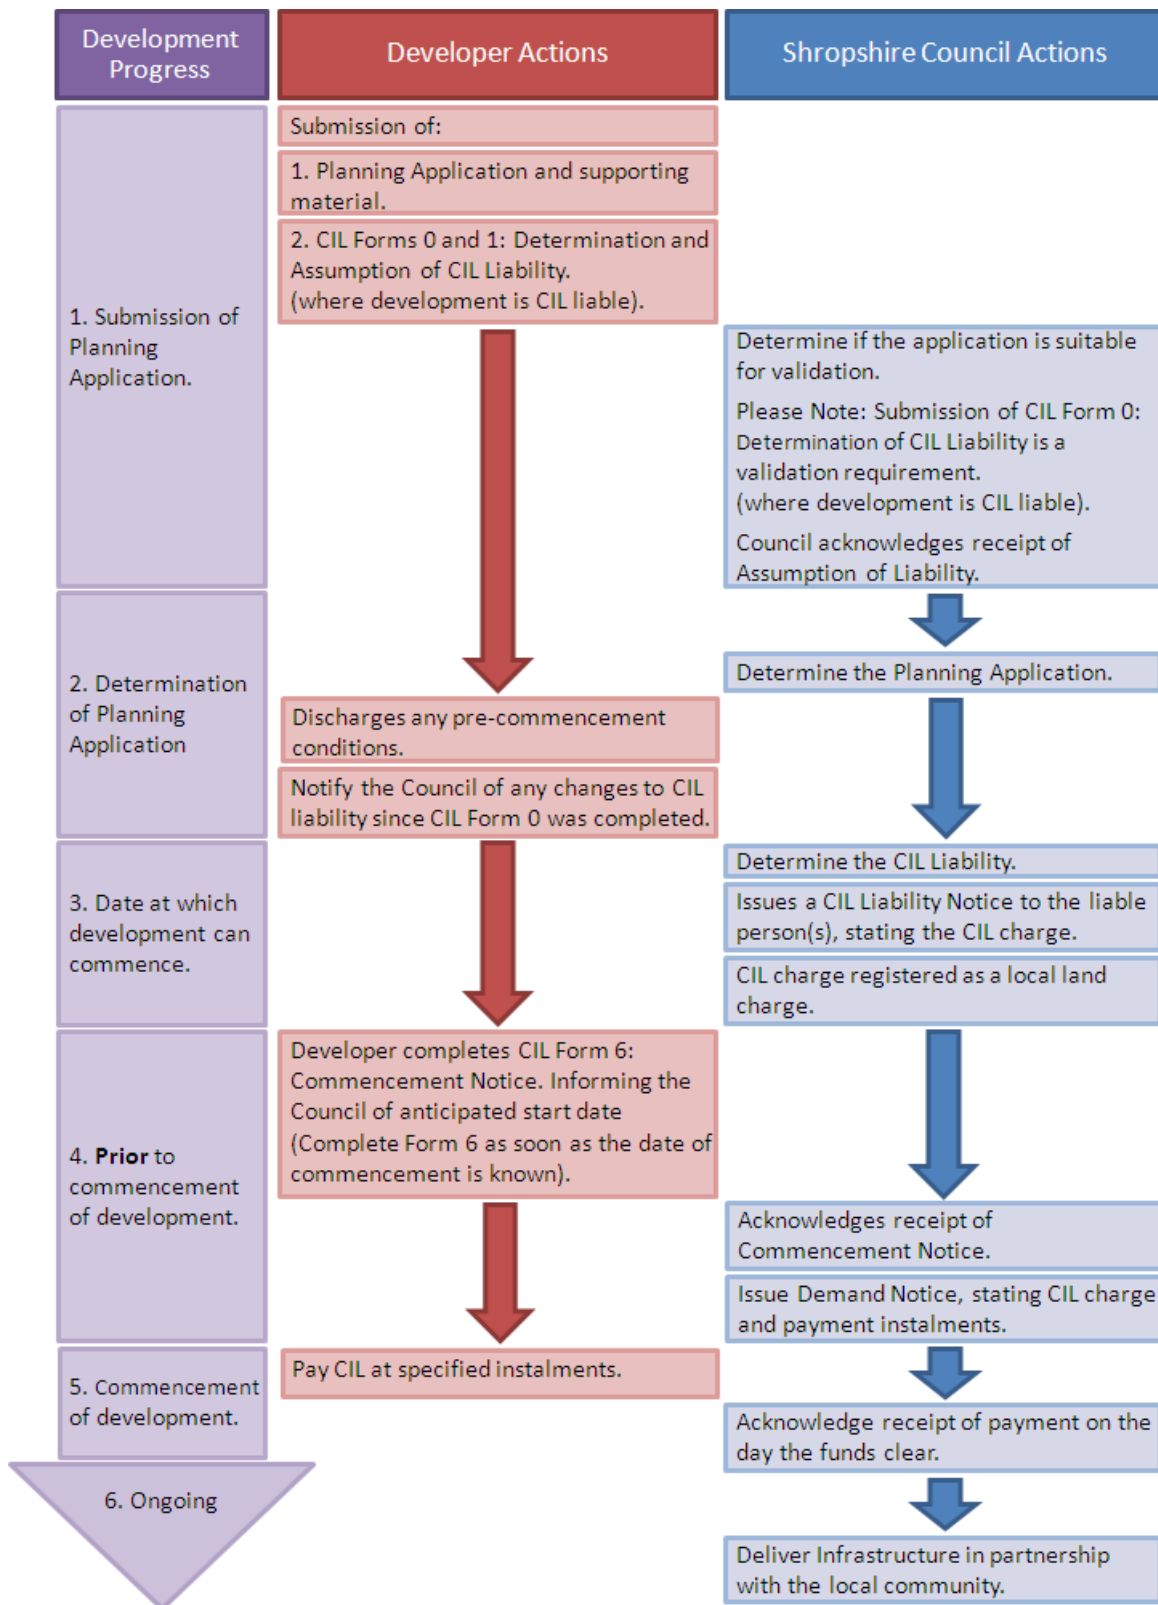 Development
Progress
Developer Actions
Shropshire Council Actions
1. Submission of
Planning
Application.
Submission of:
1. Planning Application and supporting
material.
2. CIL Forms 0 and 1: Determination and
Assumption of CIL Liability.
(where development is CIL liable).
Determine if the application is suitable
for validation.
Please Note: Submission of CIL Form 0:
Determination of CIL Liability is a
validation requirement.
(where development is CIL liable).
Council acknowledges receipt of
Assumption of Liability.
2. Determination
of Planning
Application
Determine the Planning Application.
Discharges any pre-commencement
conditions.
Notify the Council of any changes to CIL
liability since CIL Form 0 was completed.
3. Date at which
development can
commence.
Determine the CIL Liability.
Issues a CIL Liability Notice to the liable
person(s), stating the CIL charge.
CIL charge registered as a local land
charge.
4. Prior to
commencement
of development.
Developer completes CIL Form 6:
Commencement Notice. Informing the
Council of anticipated start date
(Complete Form 6 as soon as the date of
commencement is known).
Acknowledges receipt of
Commencement Notice.
Issue Demand Notice, stating CIL charge
and payment instalments.
5. Commencement
of development.
Pay CIL at specified instalments.
Acknowledge receipt of payment on the
day the funds clear.
6. Ongoing
Deliver Infrastructure in partnership
with the local community.